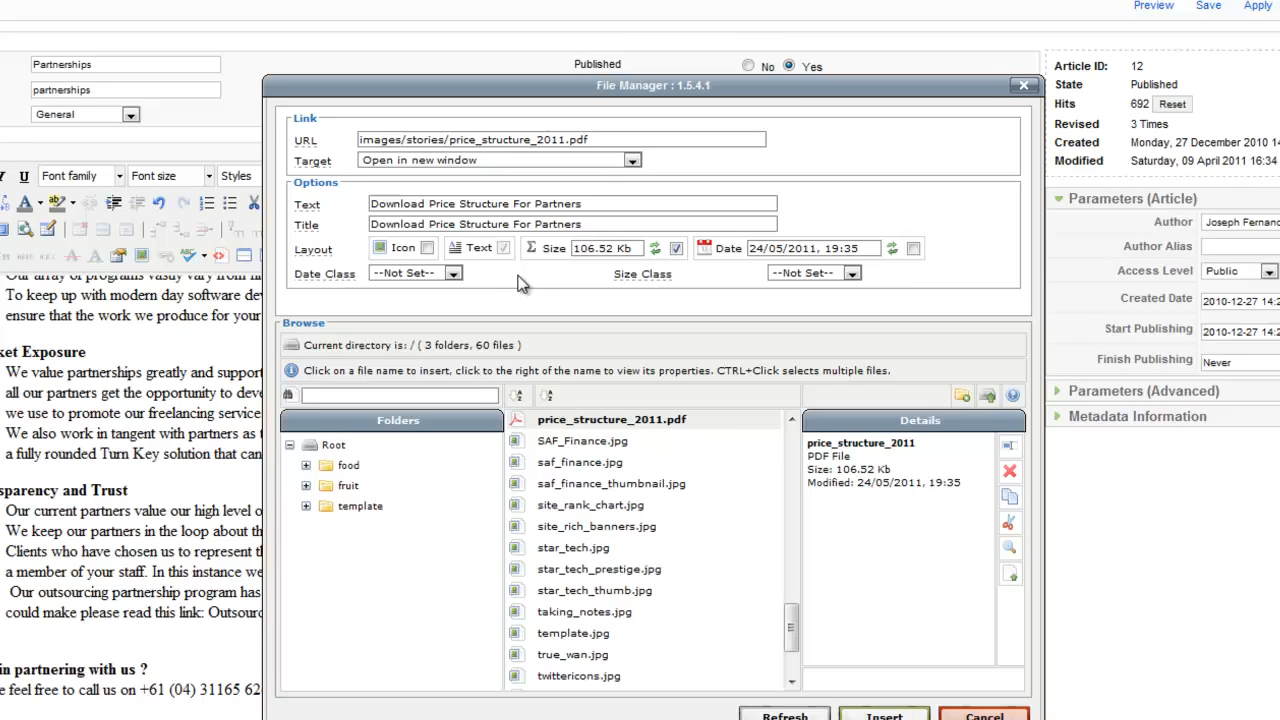 Preview Save Apply
Partnerships
Published No Yes
partnerships
General
Article ID: 12
State Published
Hits 692 Reset
Revised 3 Times
Created Monday, 27 December 2010 14
Modified Saturday, 09 April 2011 16:34
Parameters (Article)
Author Joseph Fernand
Author Alias
Access Level Public
Created Date 2010-12-27 14:2
Start Publishing 2010-12-27 14:2
Finish Publishing Never
Parameters (Advanced)
Metadata Information
U Font family Font size Styles
File Manager : 1.5.4.1
Link
URL images/stories/price_structure_2011.pdf
Target Open in new window
Options
Text Download Price Structure For Partners
Title Download Price Structure For Partners
Layout Icon Text Size 106.52 Kb Date 24/05/2011, 19:35
Date Class --Not Set-- Size Class --Not Set--
Browse
Current directory is: / ( 3 folders, 60 files )
Click on a file name to insert, click to the right of the name to view its properties. CTRL+Click selects multiple files.
Folders
Root
food
fruit
template
price_structure_2011.pdf
SAF_Finance.jpg
saf_finance.jpg
saf_finance_thumbnail.jpg
site_rank_chart.jpg
site_rich_banners.jpg
star_tech.jpg
star_tech_prestige.jpg
star_tech_thumb.jpg
taking_notes.jpg
template.jpg
true_wan.jpg
twittericons.jpg
Details
price_structure_2011
PDF File
Size: 106.52 Kb
Modified: 24/05/2011, 19:35
Refresh Insert Cancel
Our array of programs vastly vary from
To keep up with modern day software dev
ensure that the work we produce for your
ket Exposure
We value partnerships greatly and support
all our partners get the opportunity to deve
we use to promote our freelancing service
We also work in tangent with partners as t
a fully rounded Turn Key solution that can
sparency and Trust
Our current partners value our high level o
We keep our partners in the loop about th
Clients who have chosen us to represent th
a member of your staff. In this instance we
Our outsourcing partnership program has
could make please read this link: Outsour
in partnering with us ?
e feel free to call us on +61 (04) 31165 62